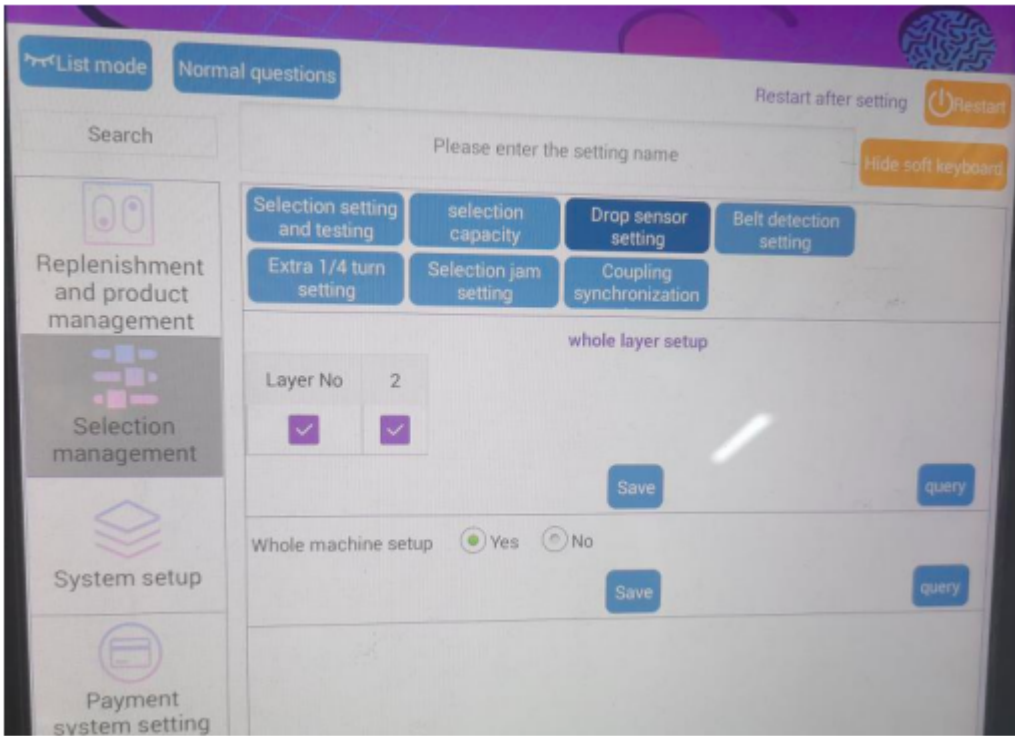 List mode
Normal questions
Restart after setting
Restart
Search
Please enter the setting name
Hide soft keyboard
Selection setting
and testing
selection
capacity
Drop sensor
setting
Belt detection
setting
Replenishment
and product
management
Extra 1/4 turn
setting
Selection jam
setting
Coupling
synchronization
whole layer setup
Layer No
2
Selection
management
Save
query
Whole machine setup
Yes
No
System setup
Save
query
Payment
system setting